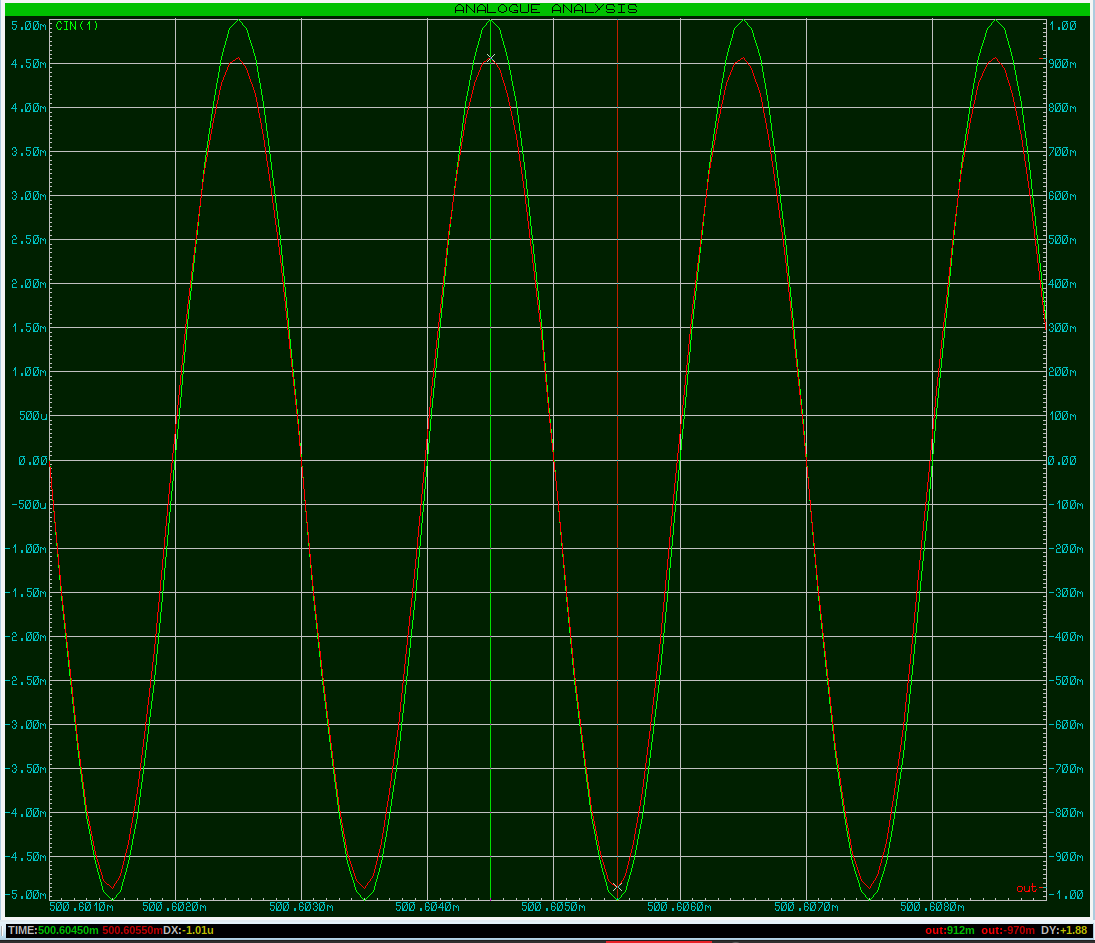 ANALOGUE ANALYSIS
5.00m CIN(1) 1.00
4.50m 900m
4.00m 800m
3.50m 700m
3.00m 600m
2.50m 500m
2.00m 400m
1.50m 300m
1.00m 200m
500u 100m
0.00 0.00
-500u -100m
-1.00m -200m
-1.50m -300m
-2.00m -400m
-2.50m -500m
-3.00m -600m
-3.50m -700m
-4.00m -800m
-4.50m -900m
out
-5.00m -1.00
500.6010m 500.6020m 500.6030m 500.6040m 500.6050m 500.6060m 500.6070m 500.6080m
TIME:500.60450m 500.60550m DX:-1.01u out:912m out:-970m DY:+1.88